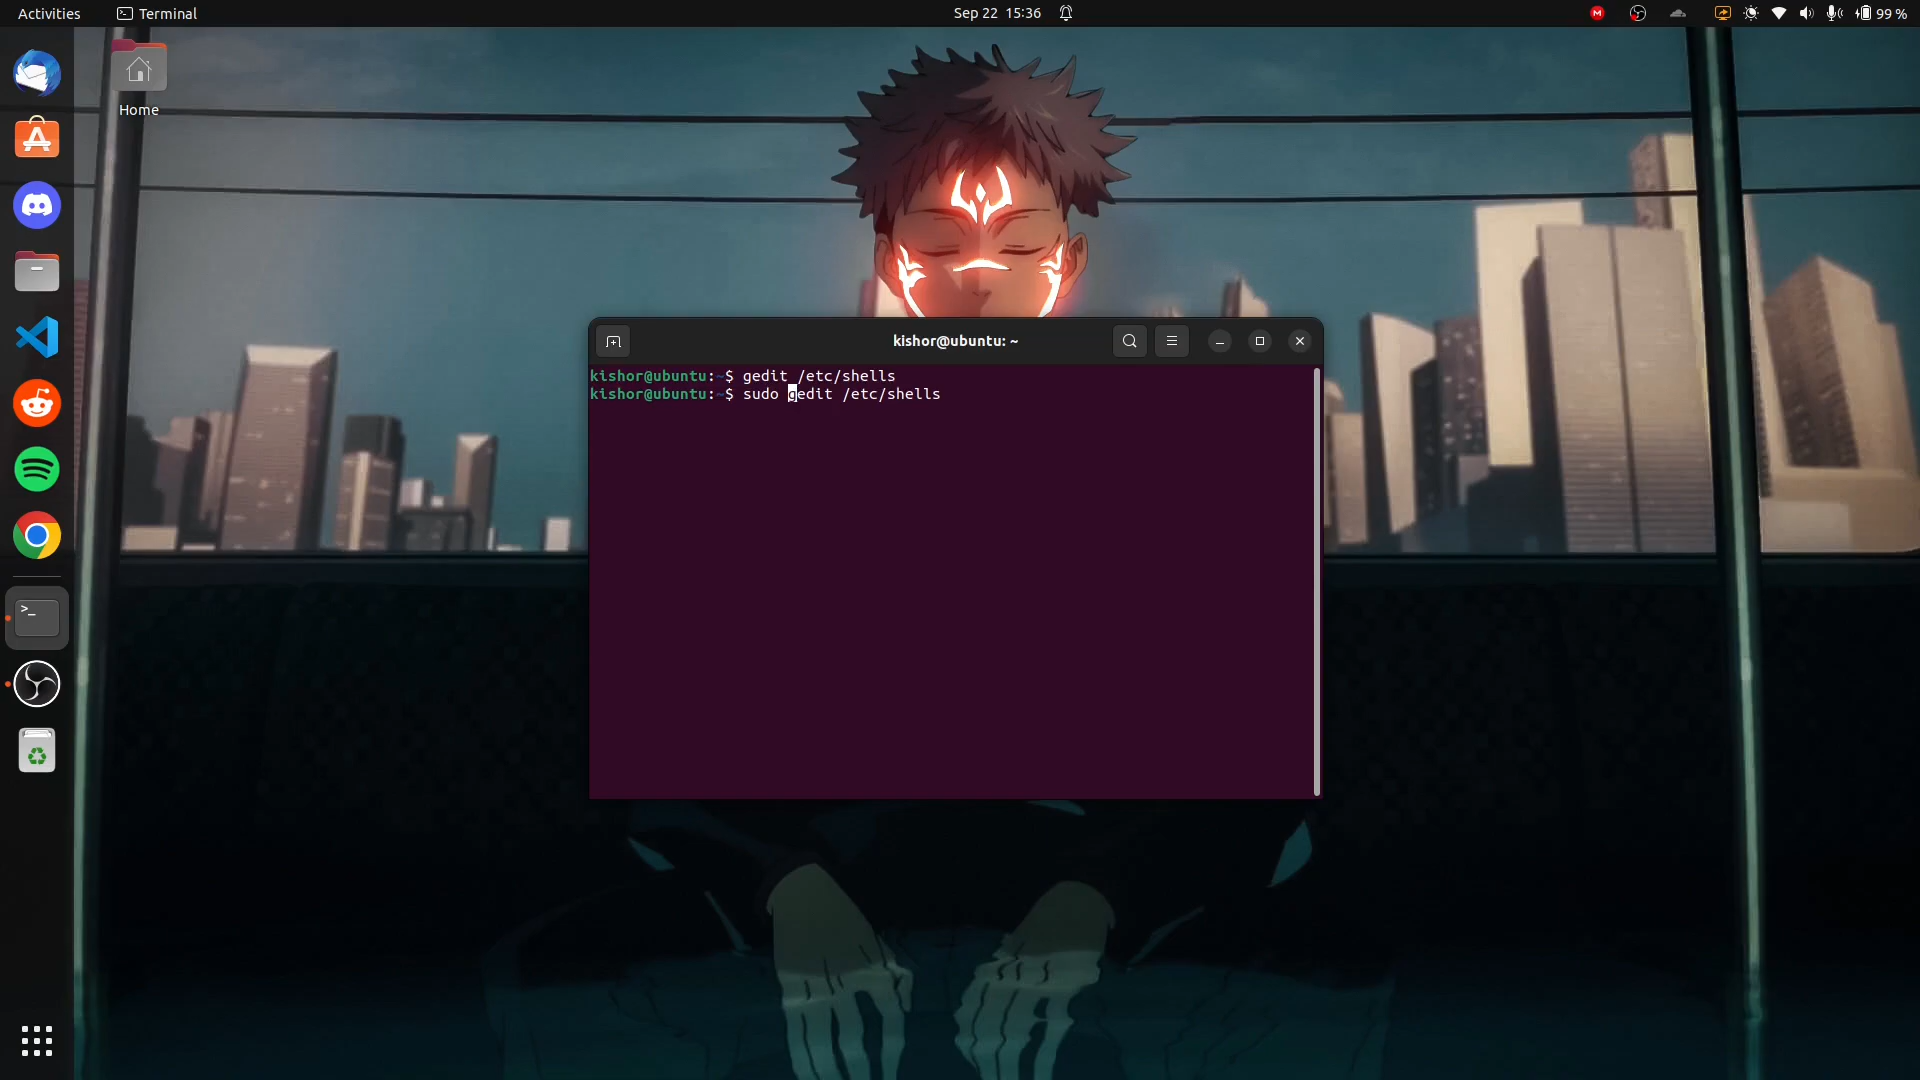 Activities
Terminal
Sep 22 15:36
99 %
Home
kishor@ubuntu: ~
kishor@ubuntu:~$ gedit /etc/shells
kishor@ubuntu:~$ sudo gedit /etc/shells